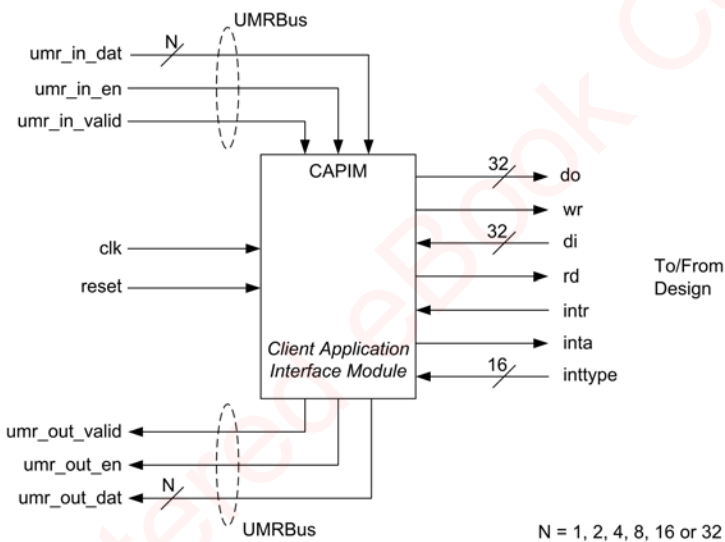 UMRBus
umr_in_dat
N
umr_in_en
umr_in_valid
CAPIM
clk
reset
Client Application
Interface Module
32
do
wr
32
di
rd
intr
inta
16
inttype
To/From
Design
umr_out_valid
umr_out_en
umr_out_dat
N
UMRBus
N = 1, 2, 4, 8, 16 or 32